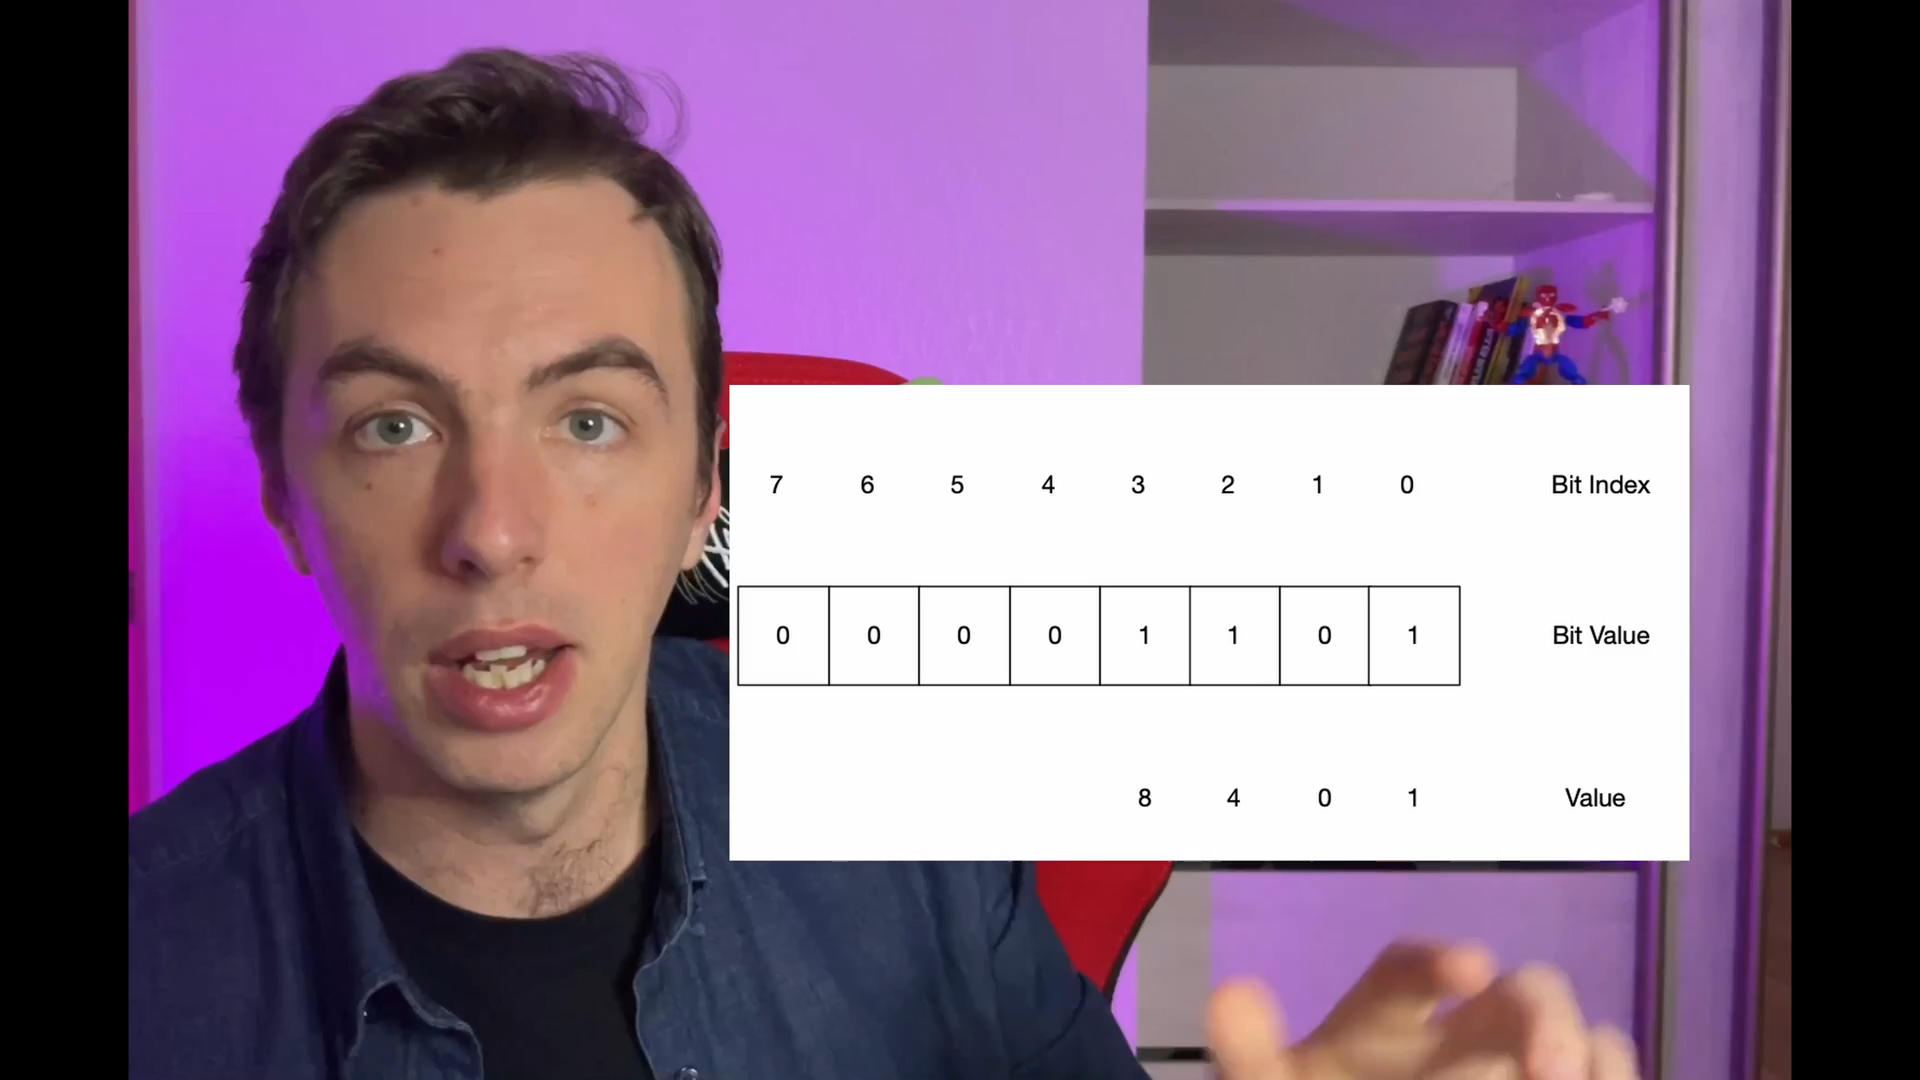 7 6 5 4 3 2 1 0 Bit Index
0 0 0 0 1 1 0 1 Bit Value
8 4 0 1 Value